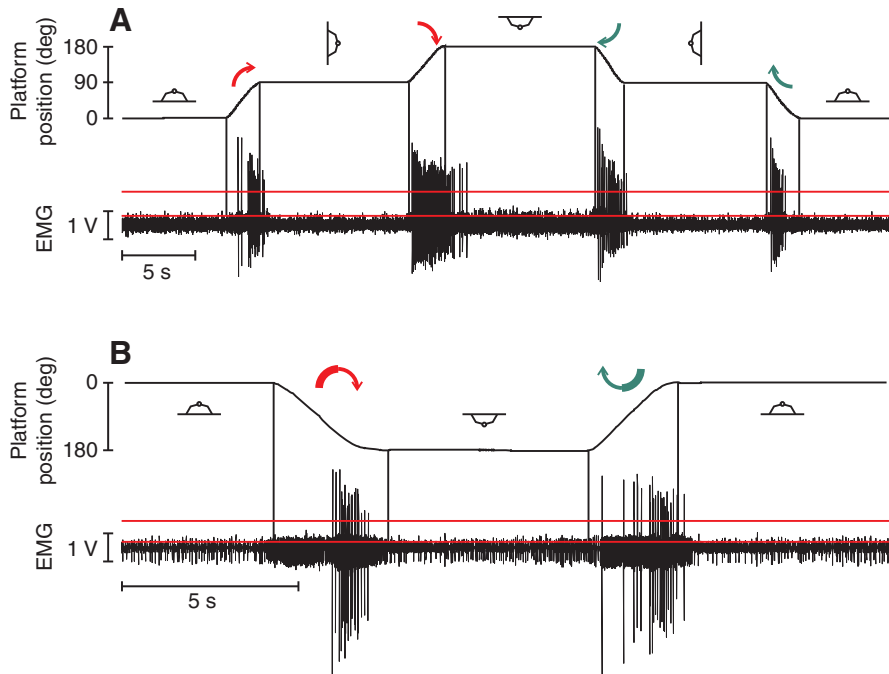 A
Platform
position (deg)
180
90
0
EMG
1 V
5 s
B
Platform
position (deg)
0
180
EMG
1 V
5 s